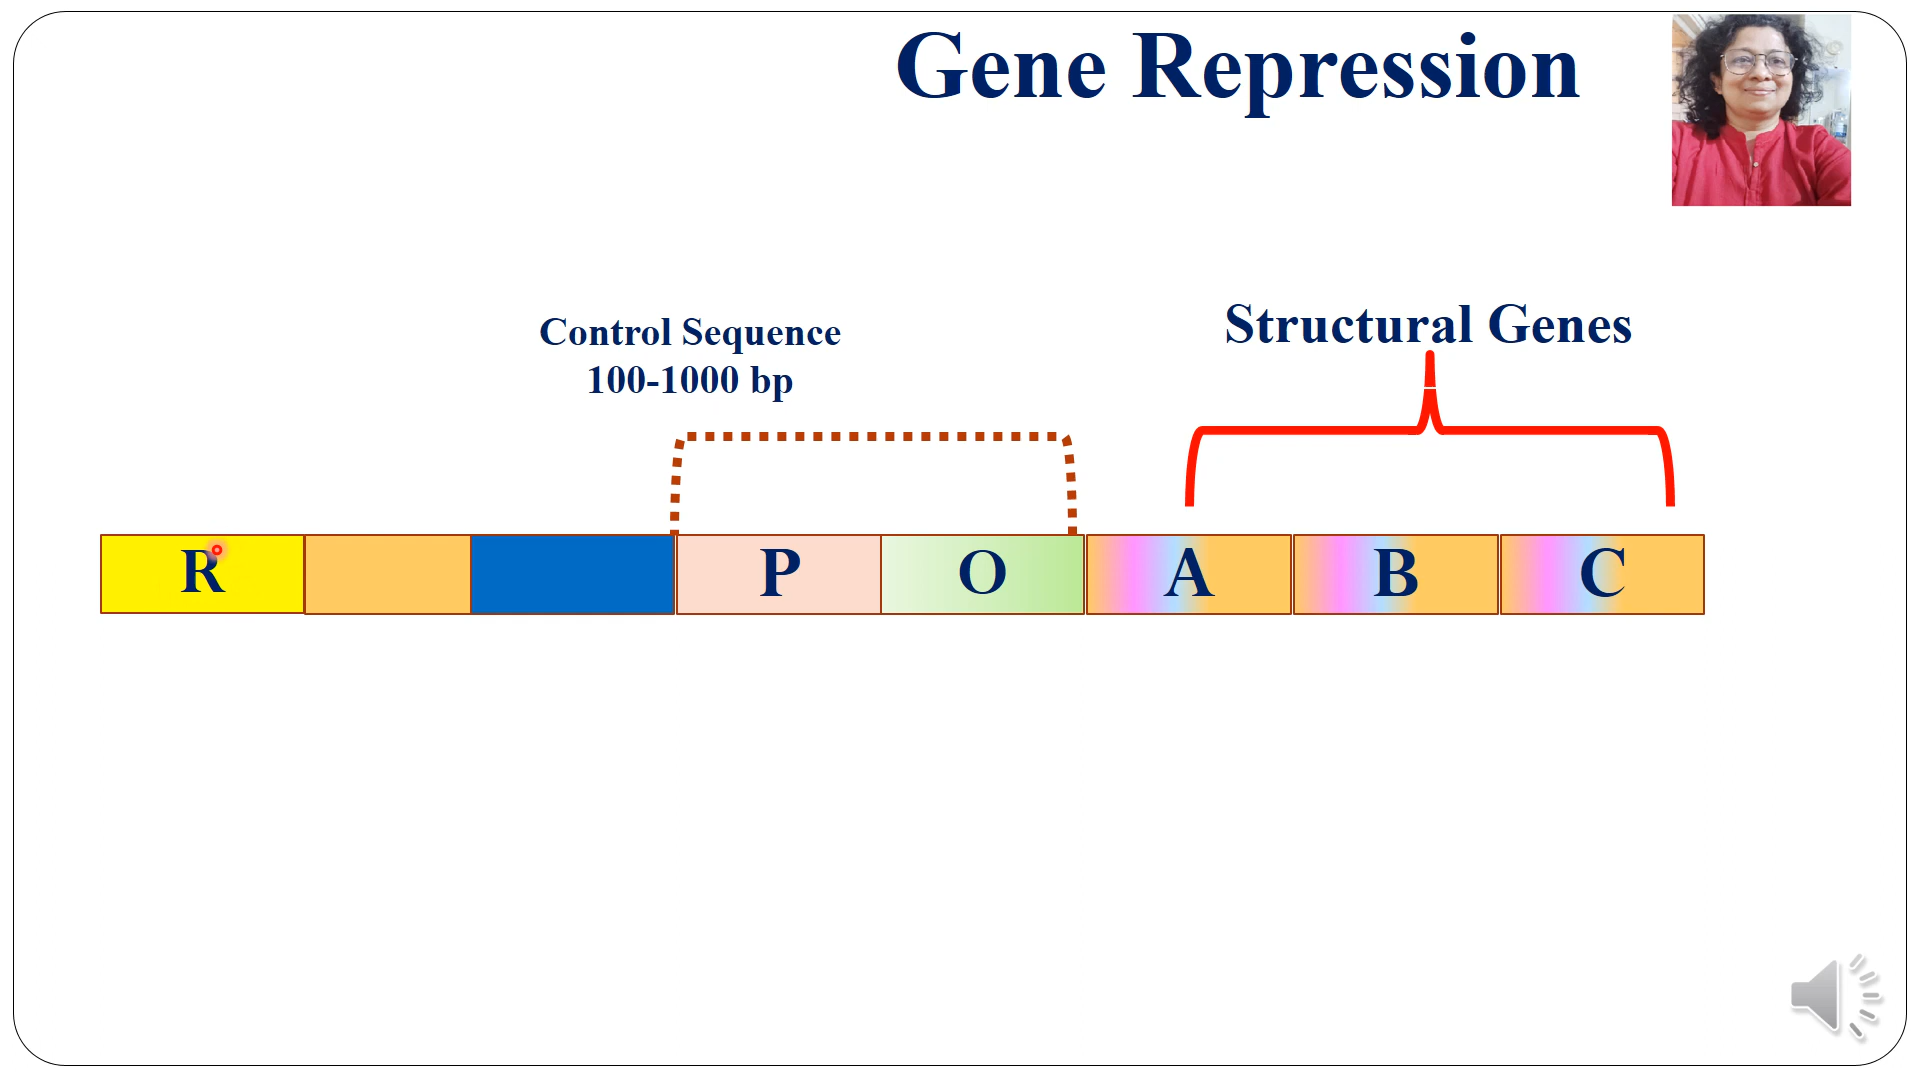 Gene Repression
Control Sequence
100-1000 bp
Structural Genes
R P O A B C